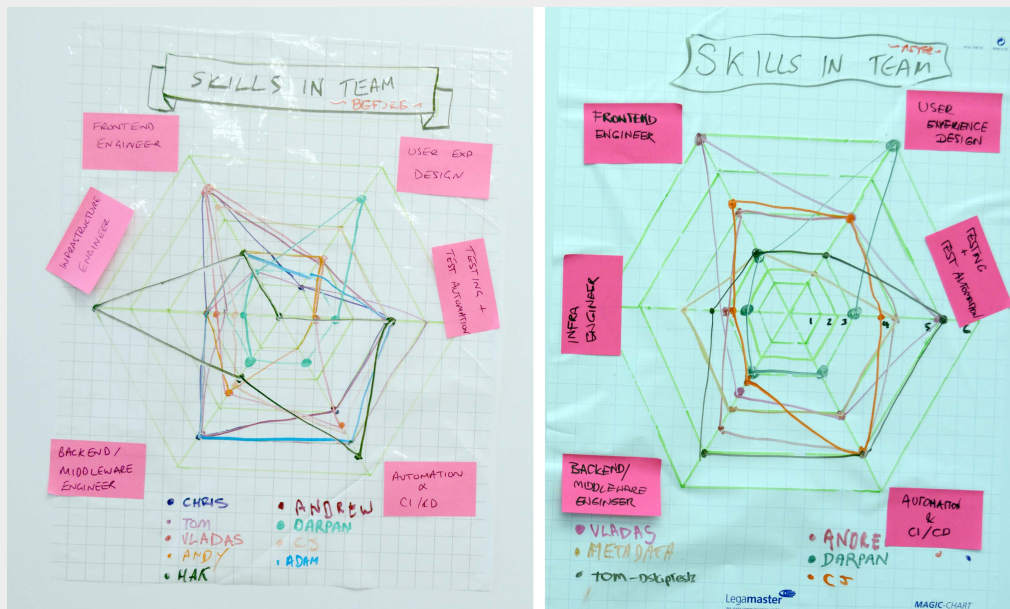 SKILLS IN TEAM
~ BEFORE ~
FRONTEND
ENGINEER
USER EXP
DESIGN
INFRASTRUCTURE
ENGINEER
TESTING +
TEST AUTOMATION
BACKEND/
MIDDLEWARE
ENGINEER
AUTOMATION
&
CI/CD
CHRIS
TOM
VLADAS
ANDY
MAK
ANDREW
DARPAN
CJ
ADAM
~ AFTER ~
SKILLS IN TEAM
FRONTEND
ENGINEER
USER
EXPERIENCE
DESIGN
INFRA
ENGINEER
TESTING
+
TEST AUTOMATION
1 2 3 4 5 6
BACKEND/
MIDDLEWARE
ENGINSER
AUTOMATION
&
CI/CD
VLADAS
METADATA
ANDRE
DARPAN
CJ
Legamaster
MAGIC-CHART